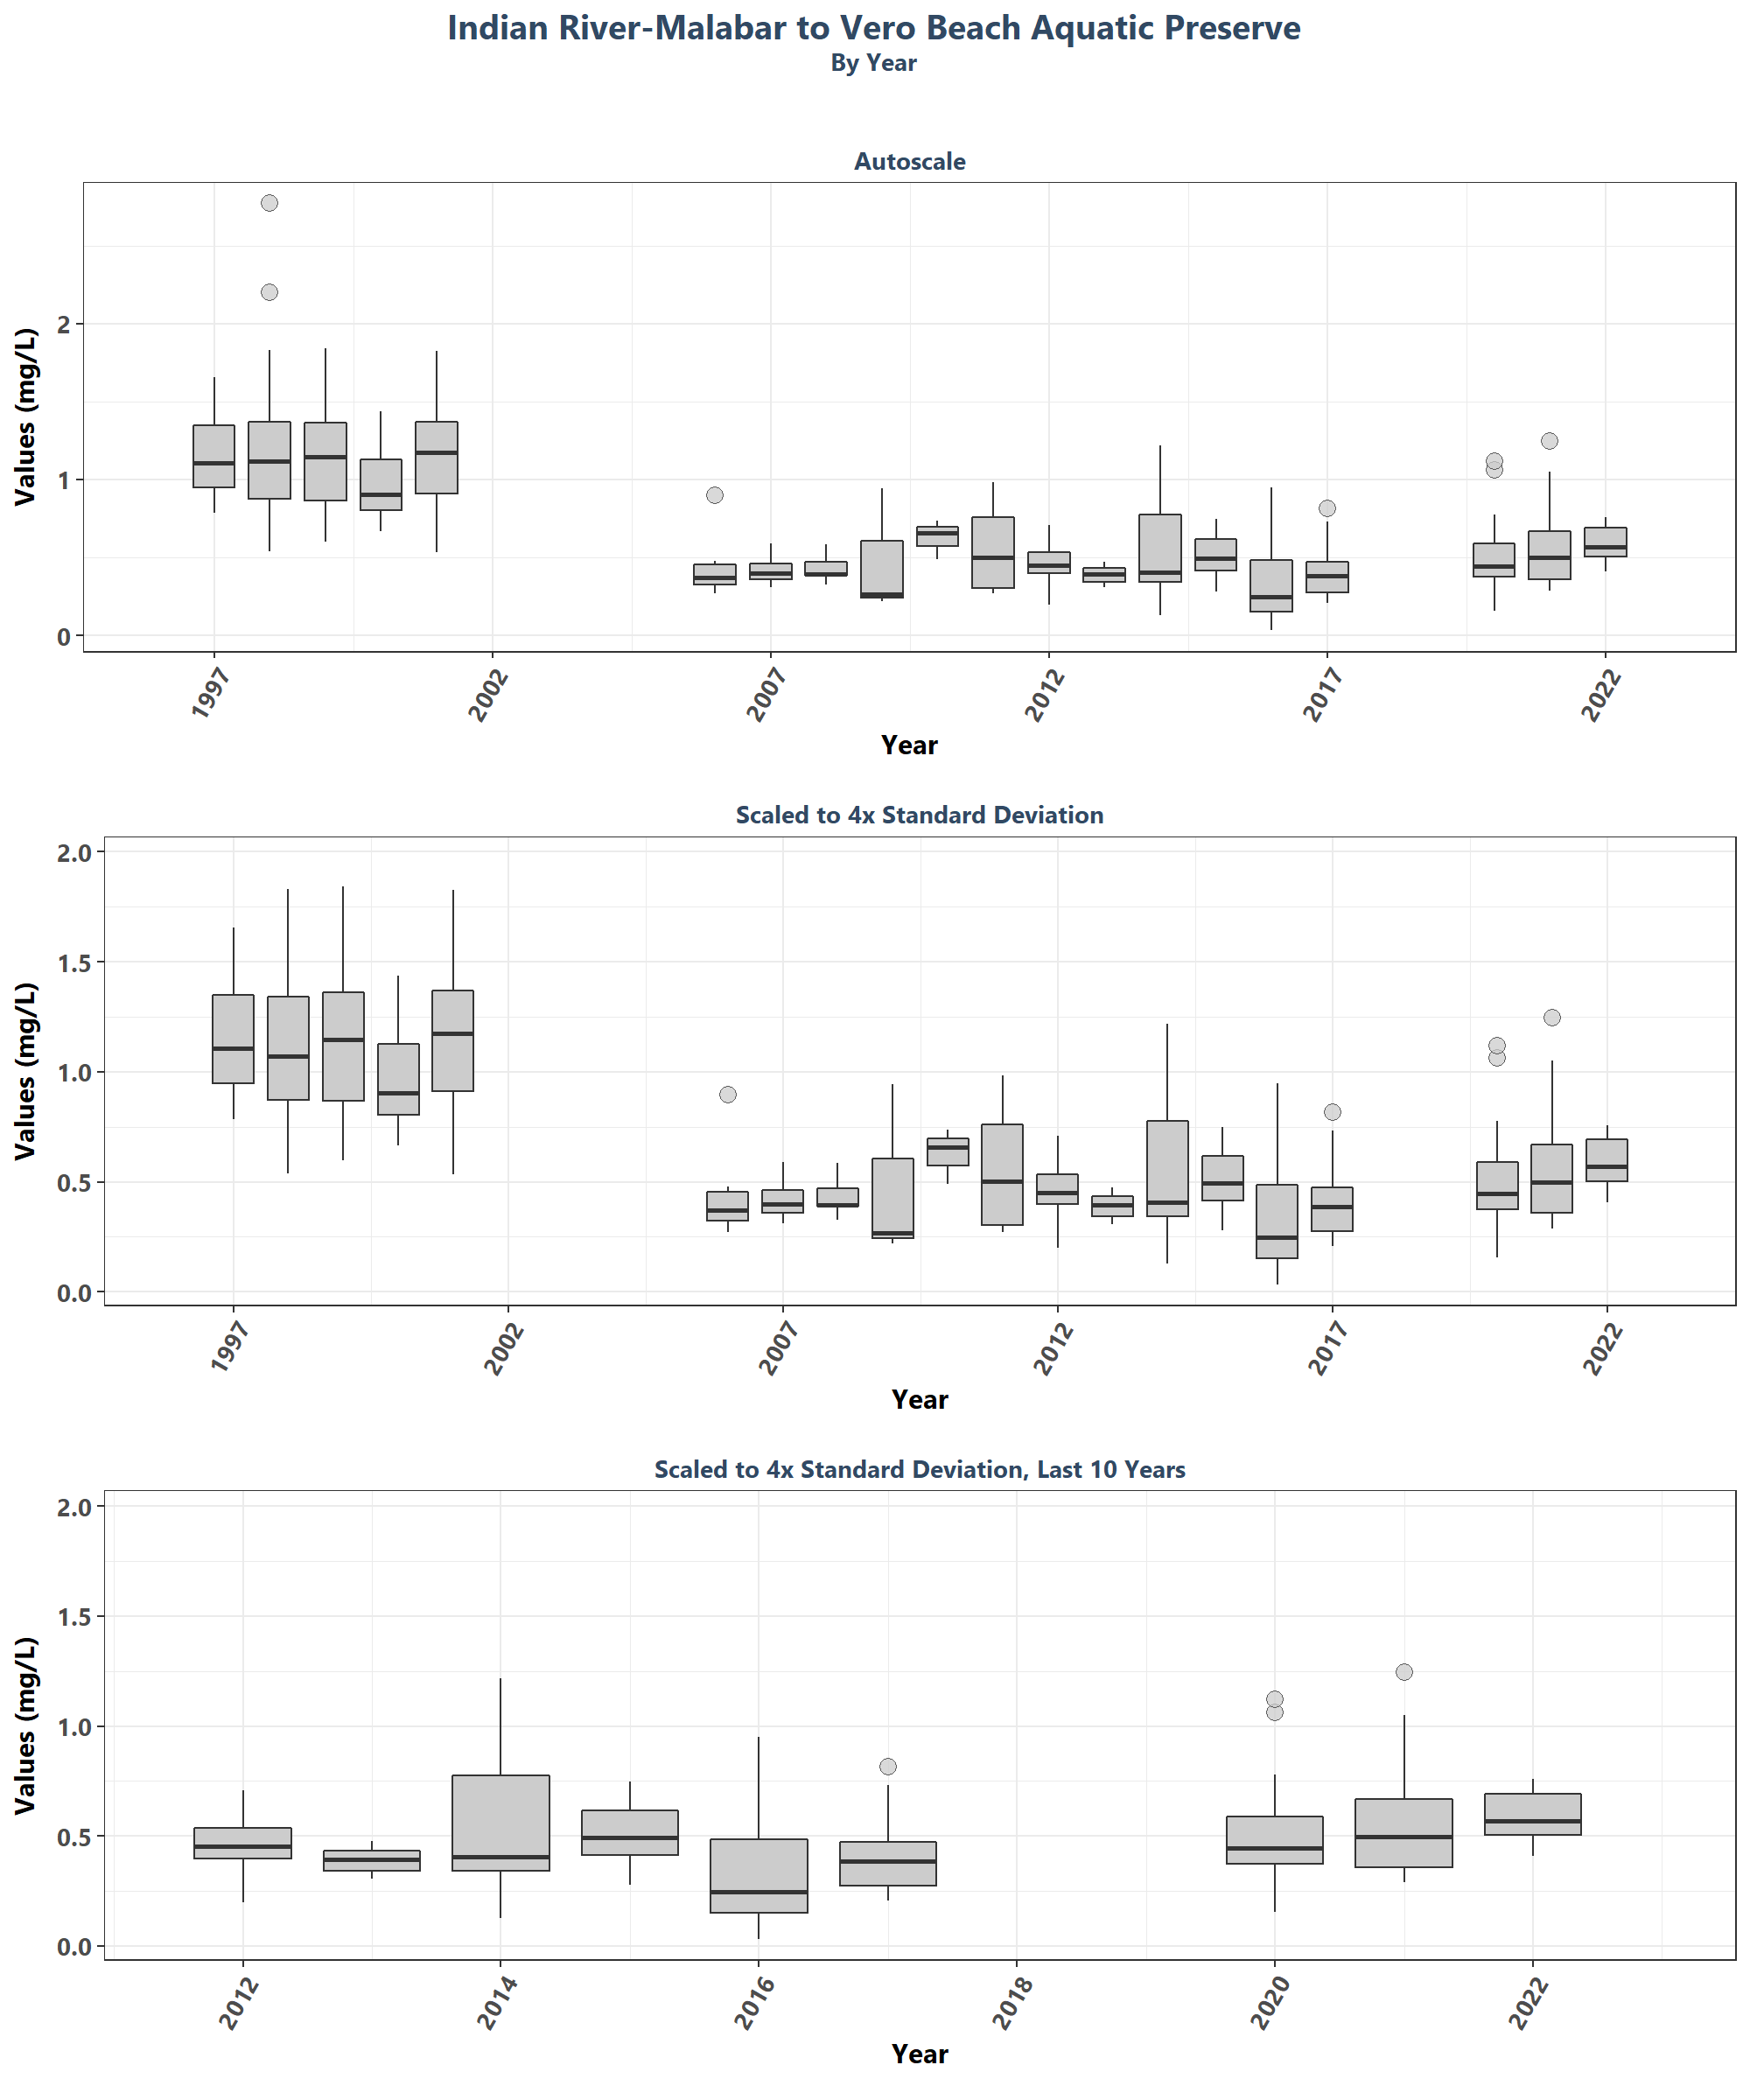 Indian River-Malabar to Vero Beach Aquatic Preserve
By Year
Autoscale
Values (mg/L)
2
1
0
1997 2002 2007 2012 2017 2022
Year
Scaled to 4x Standard Deviation
Values (mg/L)
2.0
1.5
1.0
0.5
0.0
1997 2002 2007 2012 2017 2022
Year
Scaled to 4x Standard Deviation, Last 10 Years
Values (mg/L)
2.0
1.5
1.0
0.5
0.0
2012 2014 2016 2018 2020 2022
Year